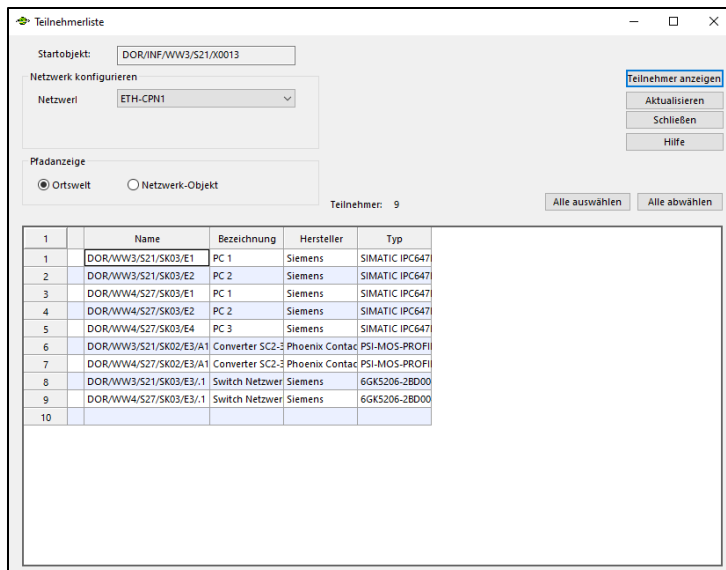 Teilnehmerliste
Startobjekt: DOR/INF/WW3/S21/X0013
Netzwerk konfigurieren
Netzwerl ETH-CPN1
Teilnehmer anzeigen
Aktualisieren
Schließen
Hilfe
Pfadanzeige
Ortswelt Netzwerk-Objekt
Teilnehmer: 9
Alle auswählen Alle abwählen
1 Name Bezeichnung Hersteller Typ
1 DOR/WW3/S21/SK03/E1 PC 1 Siemens SIMATIC IPC647
2 DOR/WW3/S21/SK03/E2 PC 2 Siemens SIMATIC IPC647
3 DOR/WW4/S27/SK03/E1 PC 1 Siemens SIMATIC IPC647
4 DOR/WW4/S27/SK03/E2 PC 2 Siemens SIMATIC IPC647
5 DOR/WW4/S27/SK03/E4 PC 3 Siemens SIMATIC IPC647
6 DOR/WW3/S21/SK02/E3/A1 Converter SC2-3 Phoenix Contac PSI-MOS-PROFI
7 DOR/WW4/S27/SK02/E3/A1 Converter SC2-3 Phoenix Contac PSI-MOS-PROFI
8 DOR/WW3/S21/SK03/E3/.1 Switch Netzwer Siemens 6GK5206-2BD00
9 DOR/WW4/S27/SK03/E3/.1 Switch Netzwer Siemens 6GK5206-2BD00
10